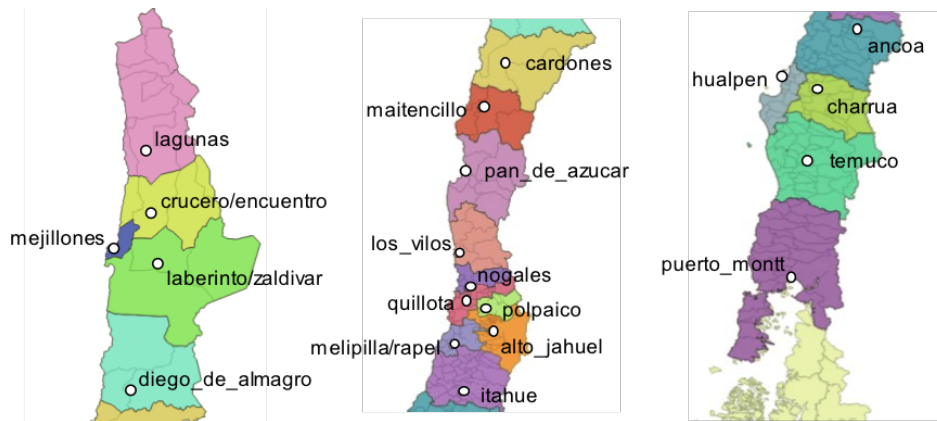 lagunas
crucero/encuentro
mejillones
laberinto/zaldivar
diego_de_almagro
cardones
maitencillo
pan_de_azucar
los_vilos
nogales
quillota
polpaico
melipilla/rapel
alto_jahuel
itahue
ancoa
hualpen
charrua
temuco
puerto_montt